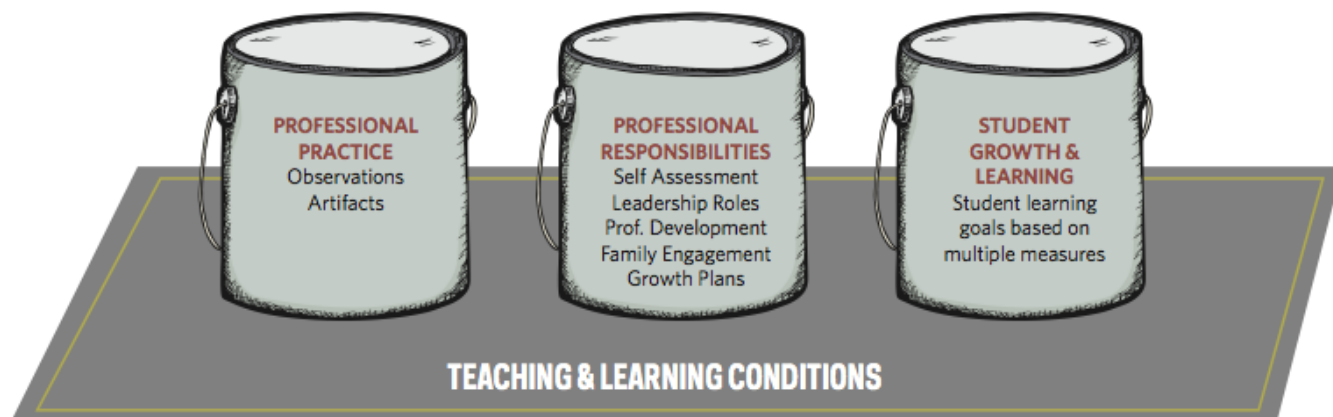 PROFESSIONAL
PRACTICE
Observations
Artifacts
PROFESSIONAL
RESPONSIBILITIES
Self Assessment
Leadership Roles
Prof. Development
Family Engagement
Growth Plans
STUDENT
GROWTH &
LEARNING
Student learning
goals based on
multiple measures
TEACHING & LEARNING CONDITIONS